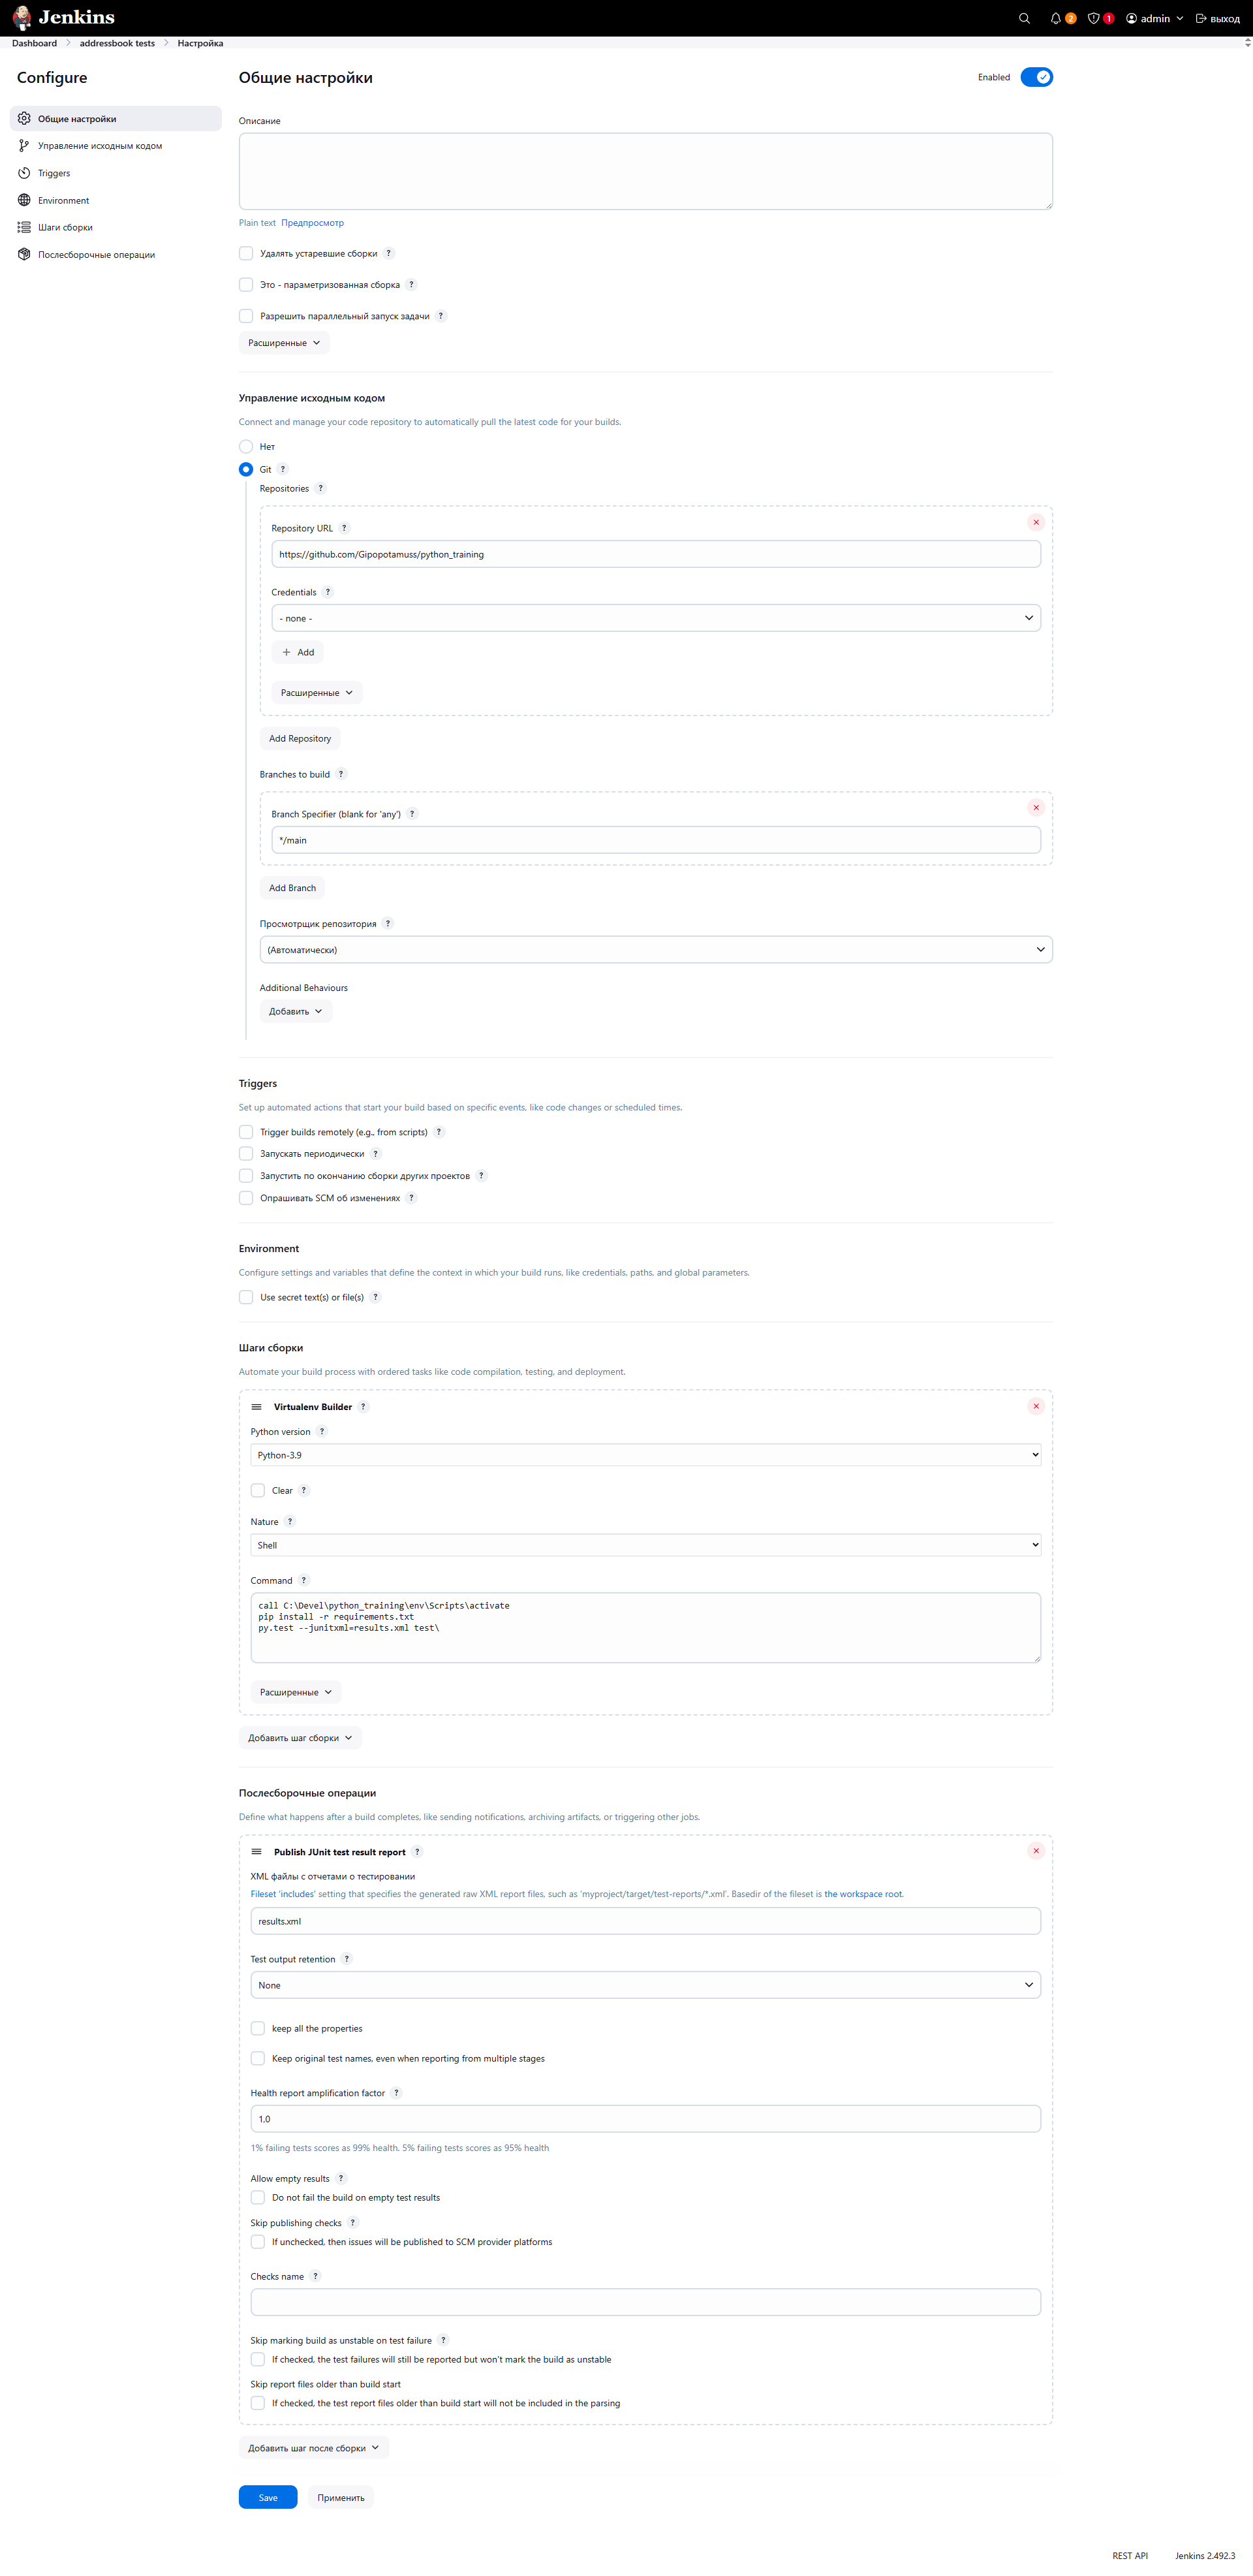 Jenkins
2
1
admin
выход
Dashboard
addressbook tests
Настройка
Configure
Общие настройки
Управление исходным кодом
Triggers
Environment
Шаги сборки
Послесборочные операции
Общие настройки
Enabled
Описание
Plain text Предпросмотр
Удалять устаревшие сборки ?
Это - параметризованная сборка ?
Разрешить параллельный запуск задачи ?
Расширенные
Управление исходным кодом
Connect and manage your code repository to automatically pull the latest code for your builds.
Нет
Git ?
Repositories ?
Repository URL ?
https://github.com/Gipopotamuss/python_training
Credentials ?
- none -
+ Add
Расширенные
Add Repository
Branches to build ?
Branch Specifier (blank for 'any') ?
*/main
Add Branch
Просмотрщик репозитория ?
(Автоматически)
Additional Behaviours
Добавить
Triggers
Set up automated actions that start your build based on specific events, like code changes or scheduled times.
Trigger builds remotely (e.g., from scripts) ?
Запускать периодически ?
Запустить по окончанию сборки других проектов ?
Опрашивать SCM об изменениях ?
Environment
Configure settings and variables that define the context in which your build runs, like credentials, paths, and global parameters.
Use secret text(s) or file(s) ?
Шаги сборки
Automate your build process with ordered tasks like code compilation, testing, and deployment.
Virtualenv Builder ?
Python version ?
Python-3.9
Clear ?
Nature ?
Shell
Command ?
call C:\Devel\python_training\env\Scripts\activate
pip install -r requirements.txt
py.test --junitxml=results.xml test\
Расширенные
Добавить шаг сборки
Послесборочные операции
Define what happens after a build completes, like sending notifications, archiving artifacts, or triggering other jobs.
Publish JUnit test result report ?
XML файлы с отчетами о тестировании
Fileset 'includes' setting that specifies the generated raw XML report files, such as 'myproject/target/test-reports/*.xml'. Basedir of the fileset is the workspace root.
results.xml
Test output retention ?
None
keep all the properties
Keep original test names, even when reporting from multiple stages
Health report amplification factor ?
1,0
1% failing tests scores as 99% health. 5% failing tests scores as 95% health
Allow empty results ?
Do not fail the build on empty test results
Skip publishing checks ?
If unchecked, then issues will be published to SCM provider platforms
Checks name ?
Skip marking build as unstable on test failure ?
If checked, the test failures will still be reported but won't mark the build as unstable
Skip report files older than build start
If checked, the test report files older than build start will not be included in the parsing
Добавить шаг после сборки
Save
Применить
REST API
Jenkins 2.492.3